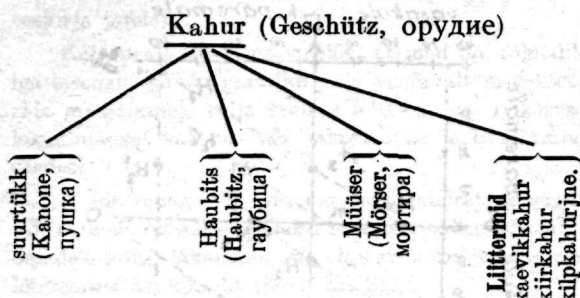 Kahur (Geschütz, орудие)
suurtükk
(Kanone,
пушка)
Haubits
(Haubitz,
гаубица)
Müüser
(Mörser,
мортира)
Liittermid
kaevikkahur
kiirkahur
kilpkahurjne.